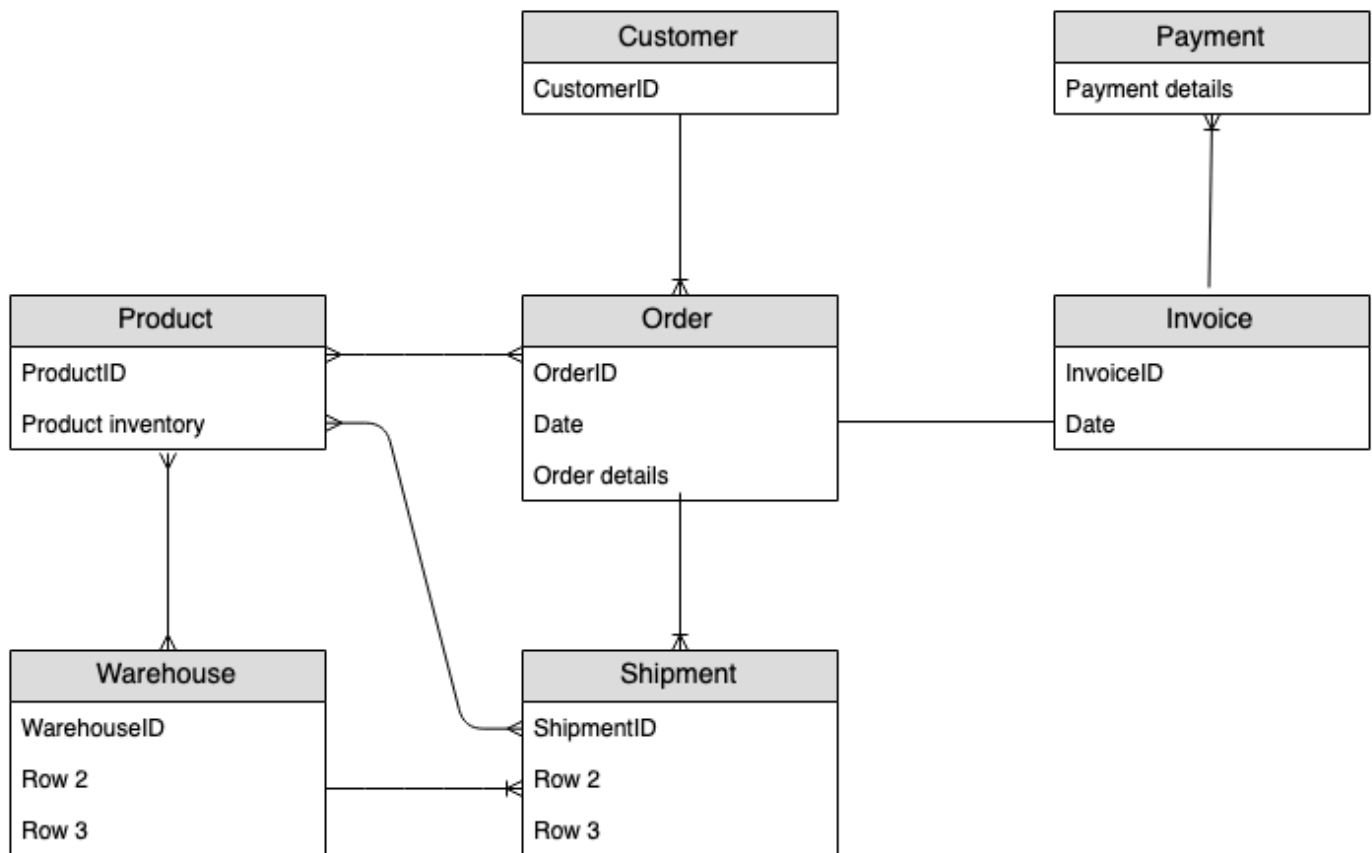 Customer
CustomerID
Payment
Payment details
Product
ProductID
Product inventory
Order
OrderID
Date
Order details
Invoice
InvoiceID
Date
Warehouse
WarehouseID
Row 2
Row 3
Shipment
ShipmentID
Row 2
Row 3